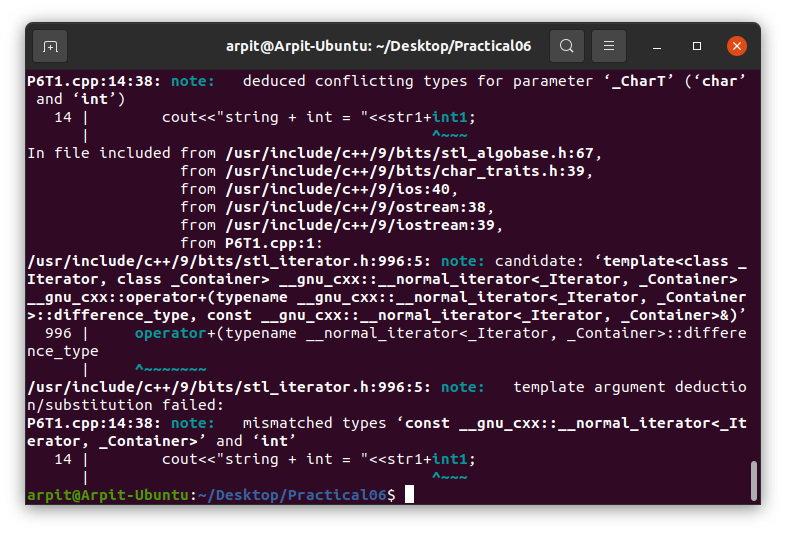 arpit@Arpit-Ubuntu: ~/Desktop/Practical06
P6T1.cpp:14:38: note:   deduced conflicting types for parameter ‘_CharT’ (‘char’
 and ‘int’)
   14 |        cout<<"string + int = "<<str1+int1;
      |                                      ^~~~
In file included from /usr/include/c++/9/bits/stl_algobase.h:67,
                 from /usr/include/c++/9/bits/char_traits.h:39,
                 from /usr/include/c++/9/ios:40,
                 from /usr/include/c++/9/ostream:38,
                 from /usr/include/c++/9/iostream:39,
                 from P6T1.cpp:1:
/usr/include/c++/9/bits/stl_iterator.h:996:5: note: candidate: ‘template<class _
Iterator, class _Container> __gnu_cxx::__normal_iterator<_Iterator, _Container>
__gnu_cxx::operator+(typename __gnu_cxx::__normal_iterator<_Iterator, _Container
>::difference_type, const __gnu_cxx::__normal_iterator<_Iterator, _Container>&)’
  996 |     operator+(typename __normal_iterator<_Iterator, _Container>::differe
nce_type
      |     ^~~~~~~~
/usr/include/c++/9/bits/stl_iterator.h:996:5: note:   template argument deductio
n/substitution failed:
P6T1.cpp:14:38: note:   mismatched types ‘const __gnu_cxx::__normal_iterator<_It
erator, _Container>’ and ‘int’
   14 |        cout<<"string + int = "<<str1+int1;
      |                                      ^~~~
arpit@Arpit-Ubuntu:~/Desktop/Practical06$